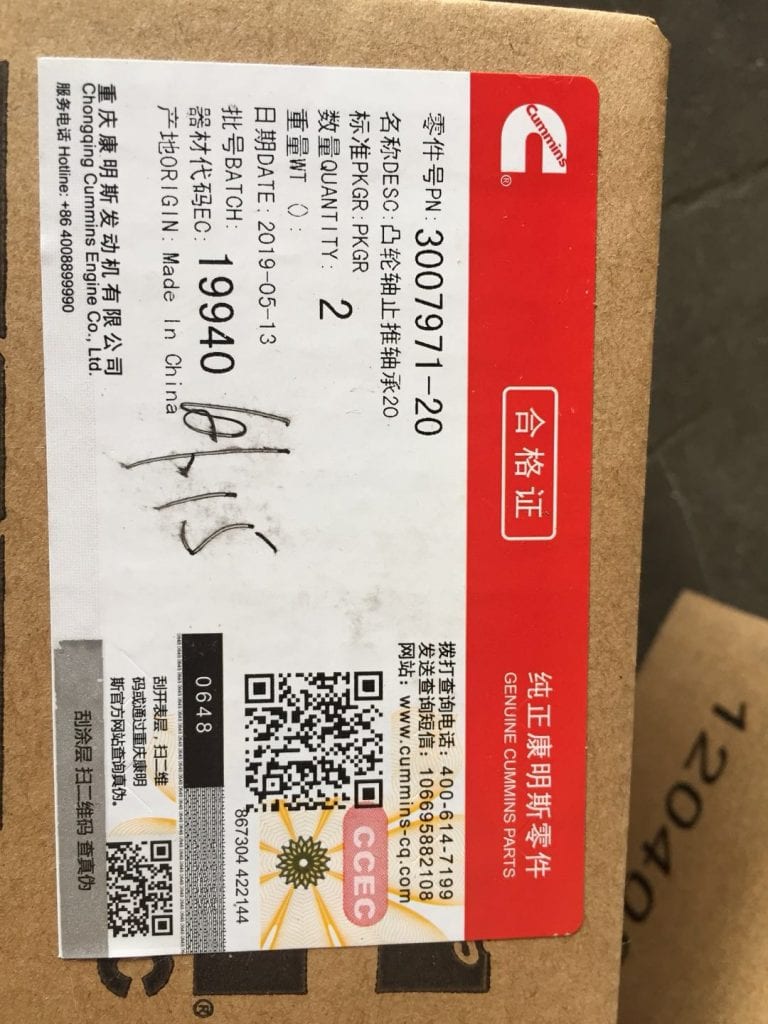 Cummins
®
合格证
纯正康明斯零件
GENUINE CUMMINS PARTS
零件号PN: 3007971-20
名称DESC:凸轮轴止推轴承20
标准PKGR:PKGR
数量QUANTITY: 2
重量WT ():
日期DATE: 2019-05-13
批号BATCH:
器材代码EC: 19940
产地ORIGIN: Made In China
重庆康明斯发动机有限公司
Chongqing Cummins Engine Co., Ltd.
服务电话 Hotline: +86 4008899990
拨打查询电话: 400-614-7199
发送查询短信: 106695882108
网站: www.cummins-cq.com
CCEC
867304 422144
0648
刮开表层,扫二维
码或通过重庆康明
斯官方网站查询真伪。
刮涂层 扫二维码 查真伪
®